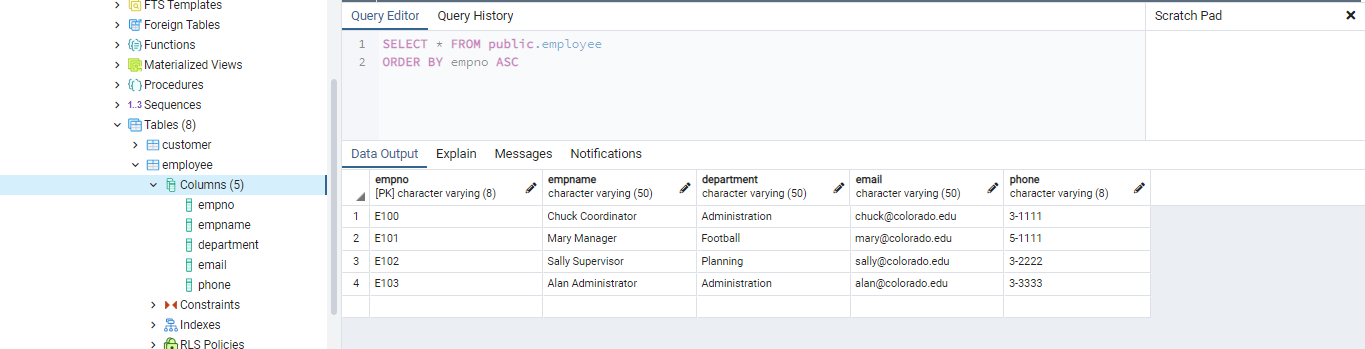 FTS Templates
Foreign Tables
Functions
Materialized Views
Procedures
1..3 Sequences
Tables (8)
customer
employee
Columns (5)
empno
empname
department
email
phone
Constraints
Indexes
RLS Policies
Query Editor Query History
1 SELECT * FROM public.employee
2 ORDER BY empno ASC
Scratch Pad
Data Output Explain Messages Notifications
empno empname department email phone
[PK] character varying (8) character varying (50) character varying (50) character varying (50) character varying (8)
1 E100 Chuck Coordinator Administration chuck@colorado.edu 3-1111
2 E101 Mary Manager Football mary@colorado.edu 5-1111
3 E102 Sally Supervisor Planning sally@colorado.edu 3-2222
4 E103 Alan Administrator Administration alan@colorado.edu 3-3333